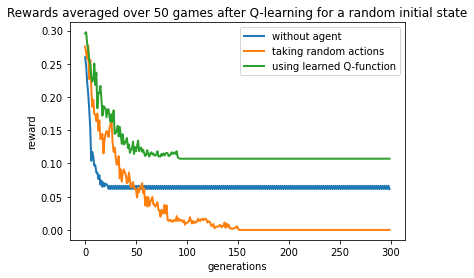 Rewards averaged over 50 games after Q-learning for a random initial state
without agent
taking random actions
using learned Q-function
reward
0.30
0.25
0.20
0.15
0.10
0.05
0.00
0 50 100 150 200 250 300
generations